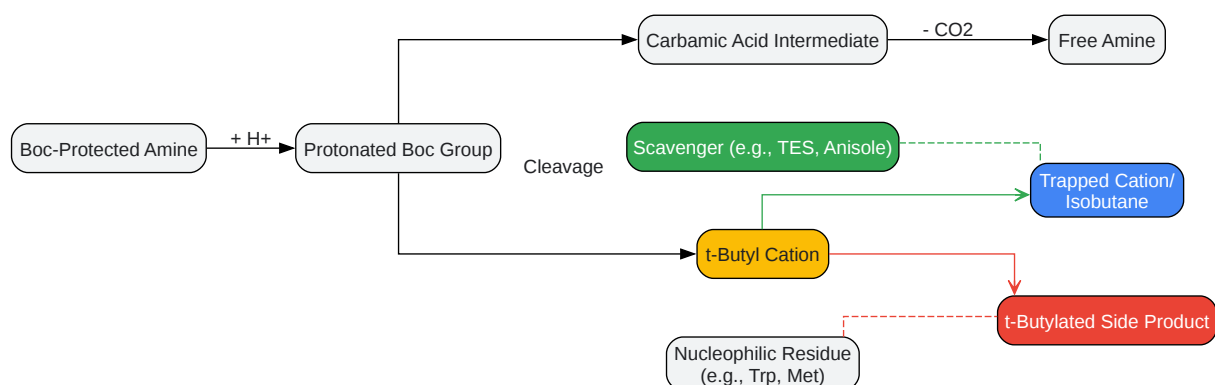 Carbamic Acid Intermediate
- CO2
Free Amine
Boc-Protected Amine
+ H+
Protonated Boc Group
Cleavage
Scavenger (e.g., TES, Anisole)
Trapped Cation/
Isobutane
t-Butyl Cation
t-Butylated Side Product
Nucleophilic Residue
(e.g., Trp, Met)